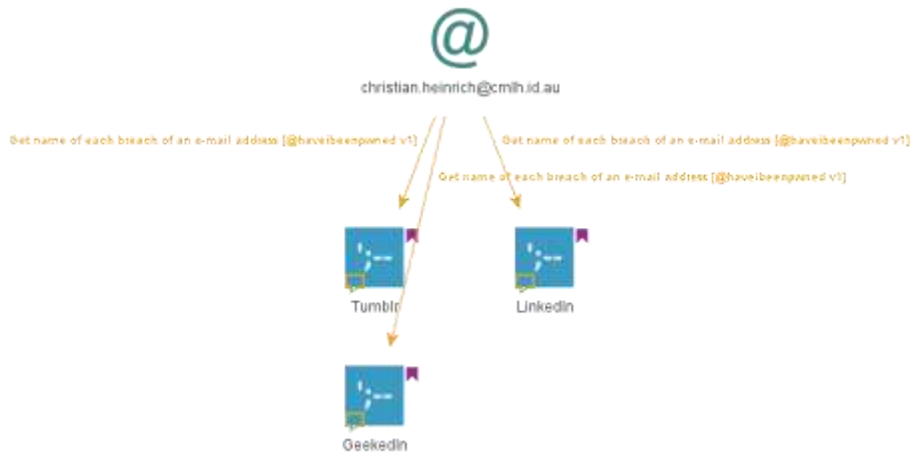 @
christian.heinrich@cmlh.id.au
Get name of each breach of an e-mail address [@haveibeenpwned v1]
Get name of each breach of an e-mail address [@haveibeenpwned v1]
Get name of each breach of an e-mail address [@haveibeenpwned v1]
';--
';--
Tumblr
LinkedIn
';--
GeekedIn